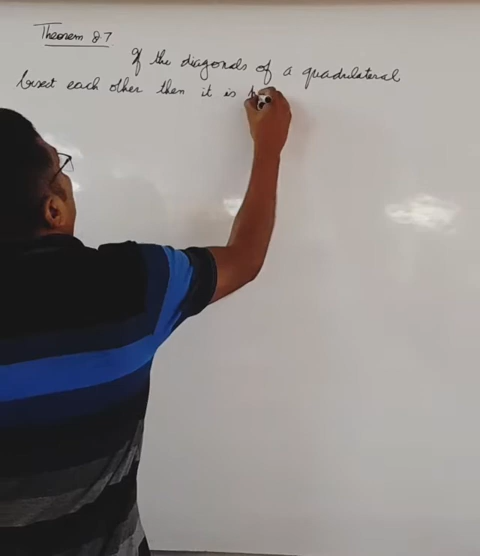 Theorem 8.7
If the diagonals of a quadrilateral
bisect each other then it is